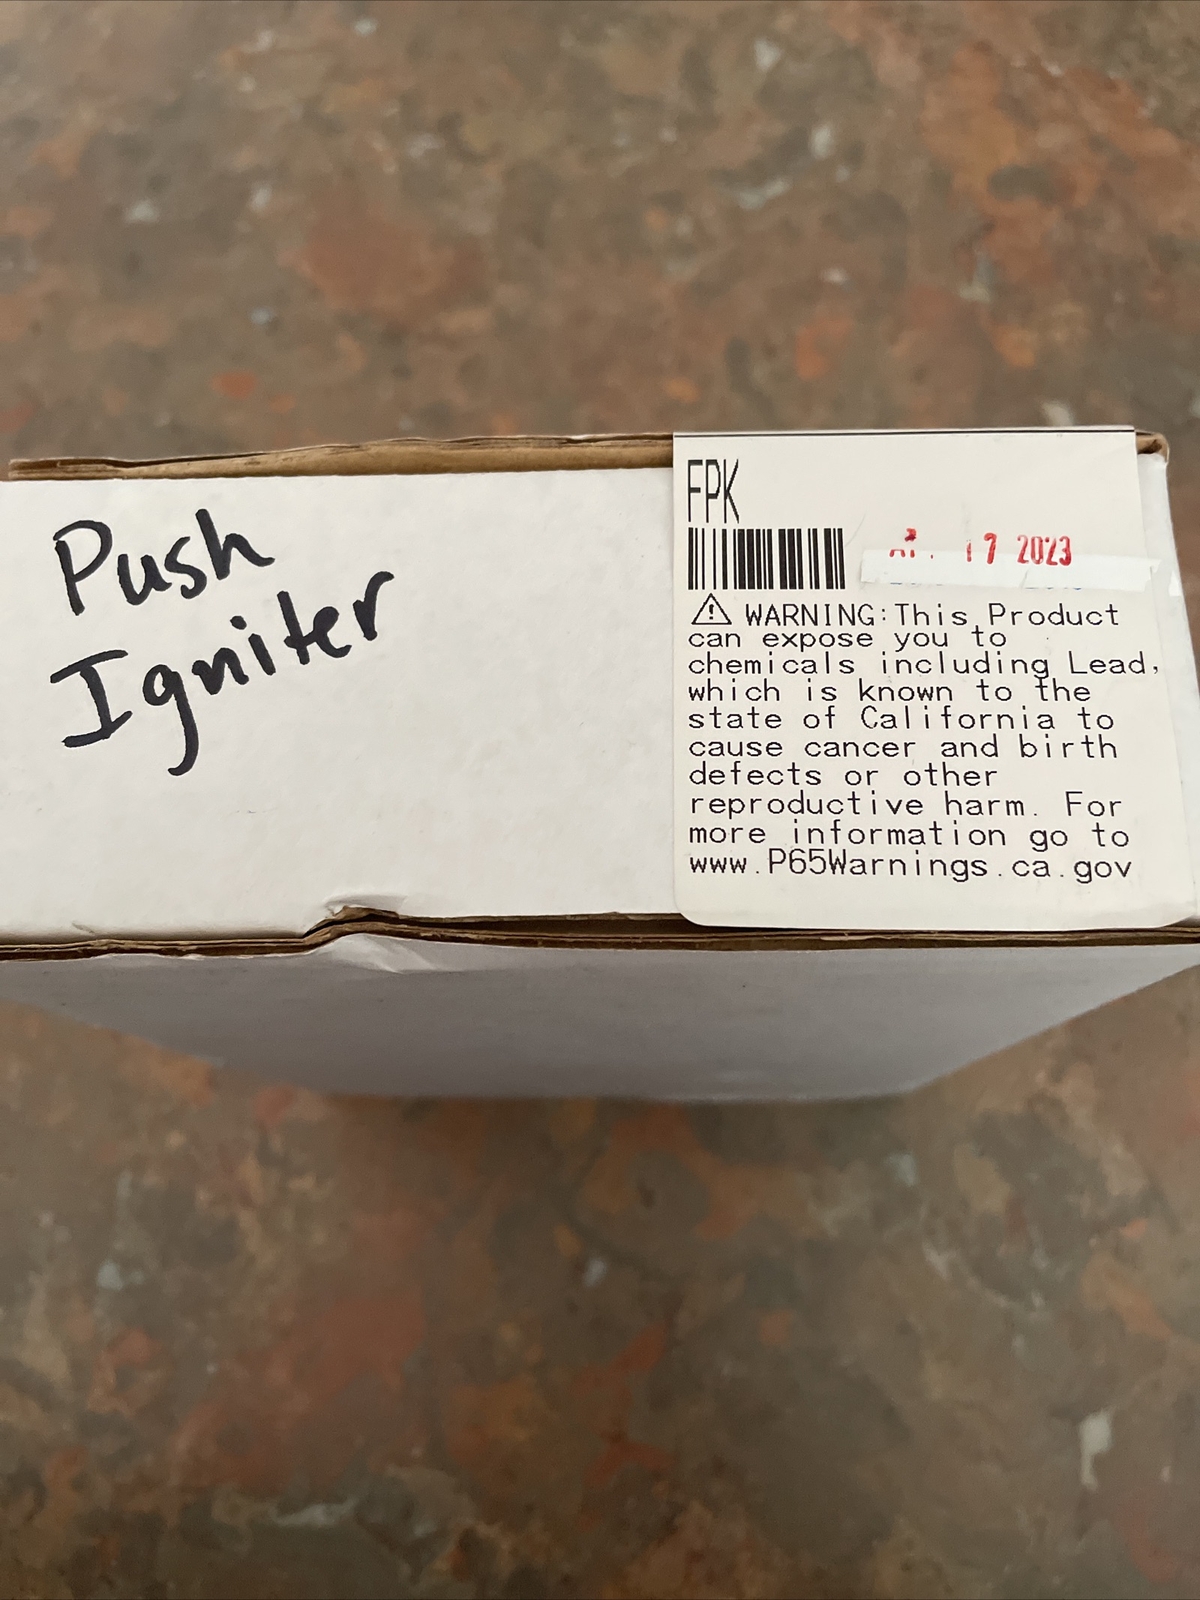 Push
Igniter
FPK
17 2023
⚠ WARNING:This Product
can expose you to
chemicals including Lead,
which is known to the
state of California to
cause cancer and birth
defects or other
reproductive harm. For
more information go to
www.P65Warnings.ca.gov